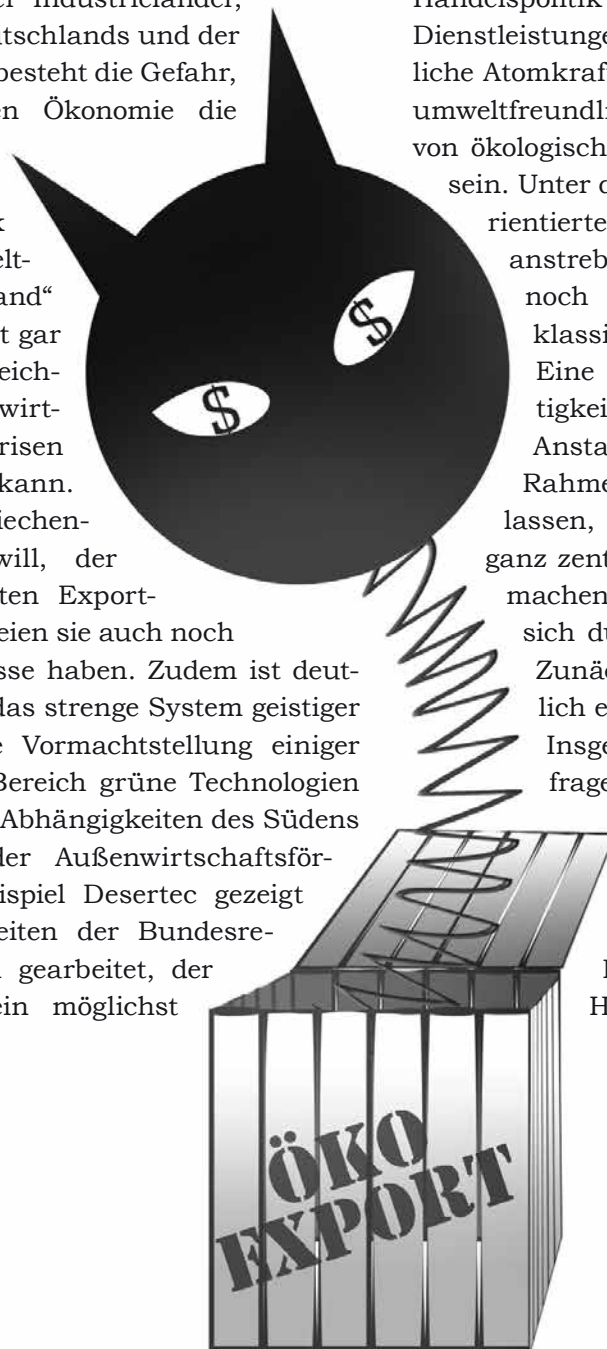 er Industrieländer,
utschlands und der
besteht die Gefahr,
en Ökonomie die
k
elt-
and“
t gar
eich-
wirt-
risen
kann.
iechen-
will, der
ten Export-
eien sie auch noch
sse haben. Zudem ist deut-
das strenge System geistiger
e Vormachtstellung einiger
Bereich grüne Technologien
Abhängigkeiten des Südens
der Außenwirtschaftsför-
ispiel Desertec gezeigt
eiten der Bundesre-
gearbeitet, der
ein möglichst
Handelspolitik
Dienstleistunge
liche Atomkraf
umweltfreundli
von ökologisch
sein. Unter d
rientierte
anstreb
noch
klassi
Eine
tigkei
Ansta
Rahme
lassen,
ganz zent
machen
sich du
Zunä
lich e
Insge
frage
H
$
$
ÖKO
EXPORT